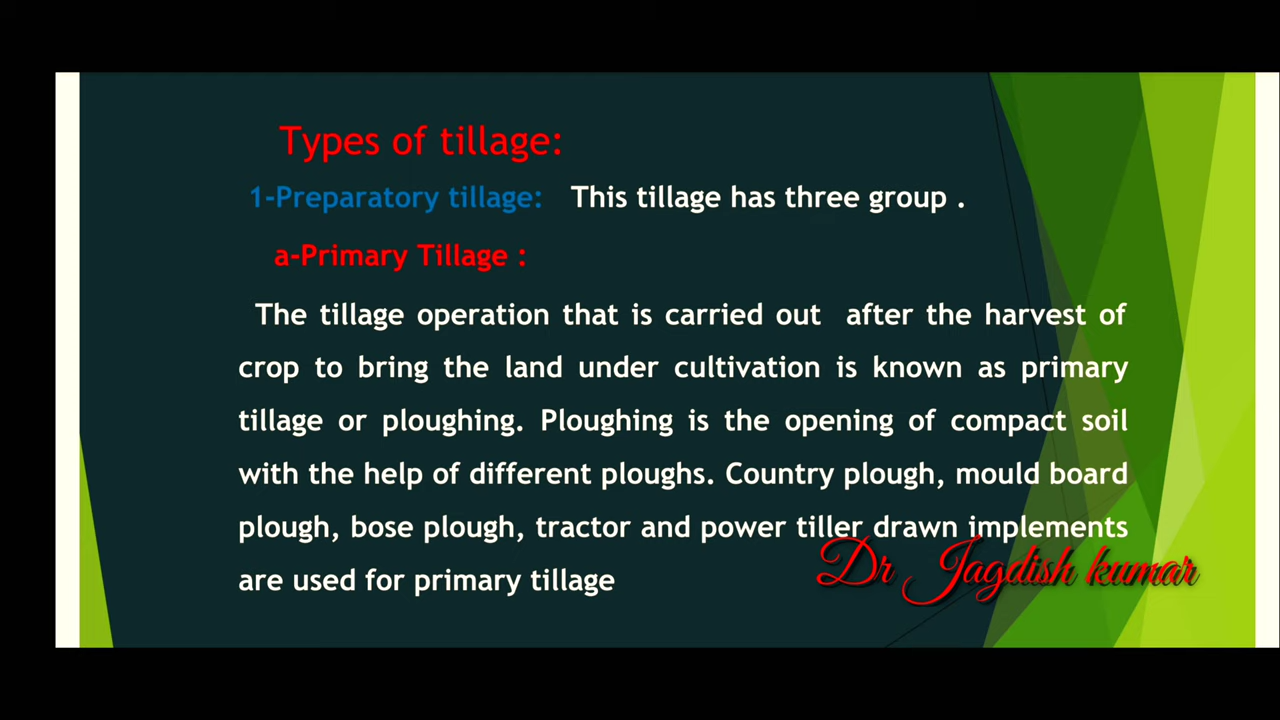 Types of tillage:
1-Preparatory tillage: This tillage has three group .
a-Primary Tillage :
The tillage operation that is carried out after the harvest of
crop to bring the land under cultivation is known as primary
tillage or ploughing. Ploughing is the opening of compact soil
with the help of different ploughs. Country plough, mould board
plough, bose plough, tractor and power tiller drawn implements
are used for primary tillage
Dr Jagdish kumar